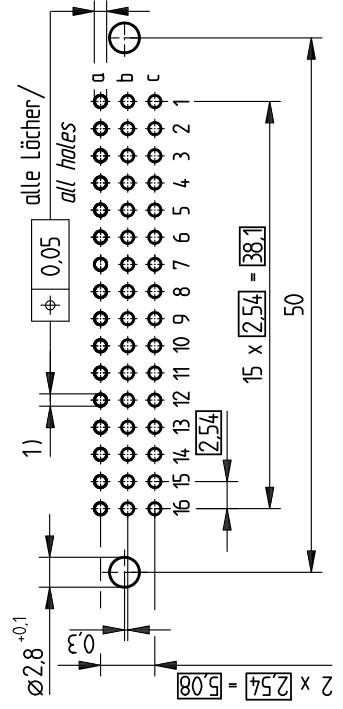 alle Löcher/
all holes
⌖ 0,05
1)
⌀2,8 +0,1
a
b
c
16 15 14 13 12 11 10 9 8 7 6 5 4 3 2 1
0,3
2,54
15 x 2,54 = 38,1
50
2 x 2,54 = 5,08